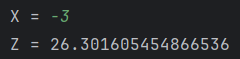 X = -3
Z = 26.301605454866536